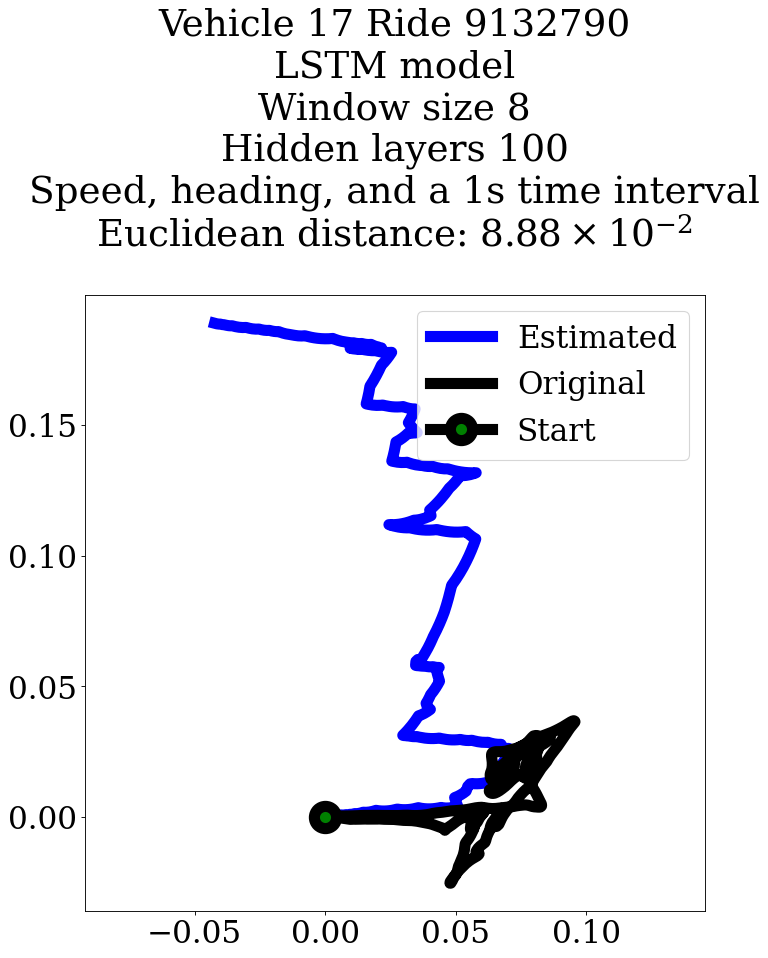 Vehicle 17 Ride 9132790
LSTM model
Window size 8
Hidden layers 100
Speed, heading, and a 1s time interval
Euclidean distance: 8.88 × 10⁻²
Estimated
Original
Start
0.15
0.10
0.05
0.00
−0.05 0.00 0.05 0.10